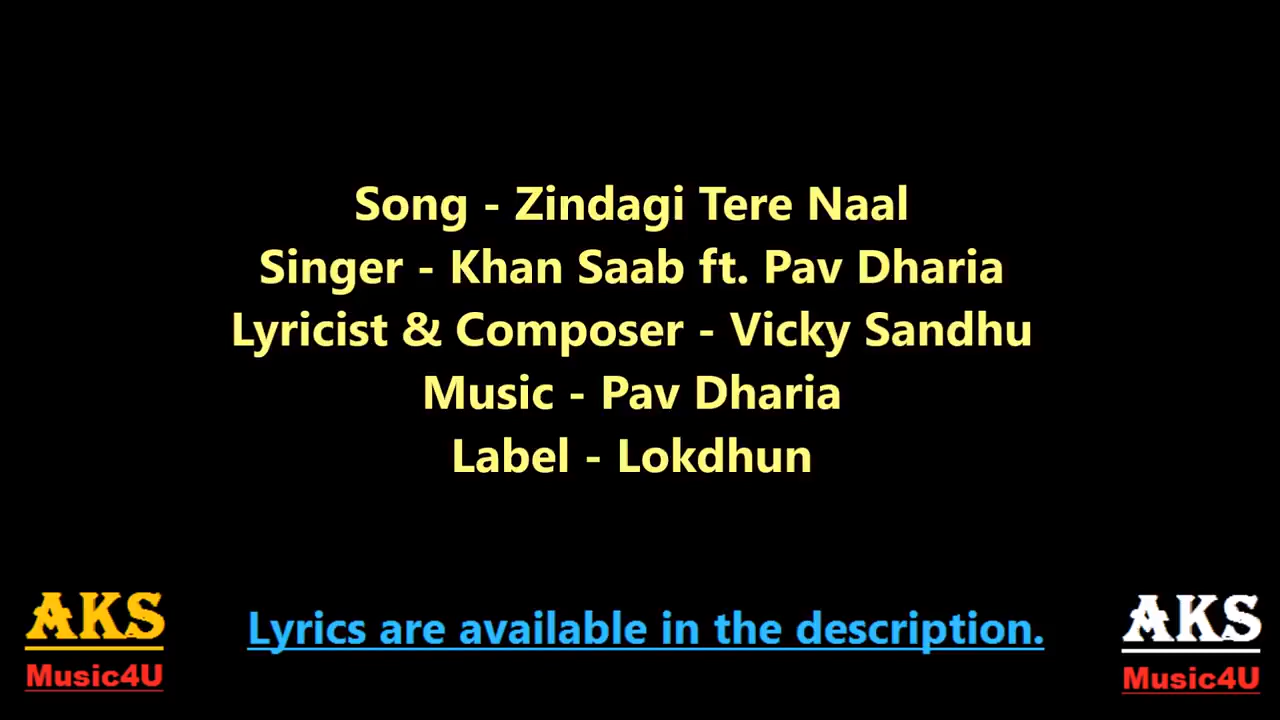 Song - Zindagi Tere Naal
Singer - Khan Saab ft. Pav Dharia
Lyricist & Composer - Vicky Sandhu
Music - Pav Dharia
Label - Lokdhun
AKS
Music4U
Lyrics are available in the description.
AKS
Music4U